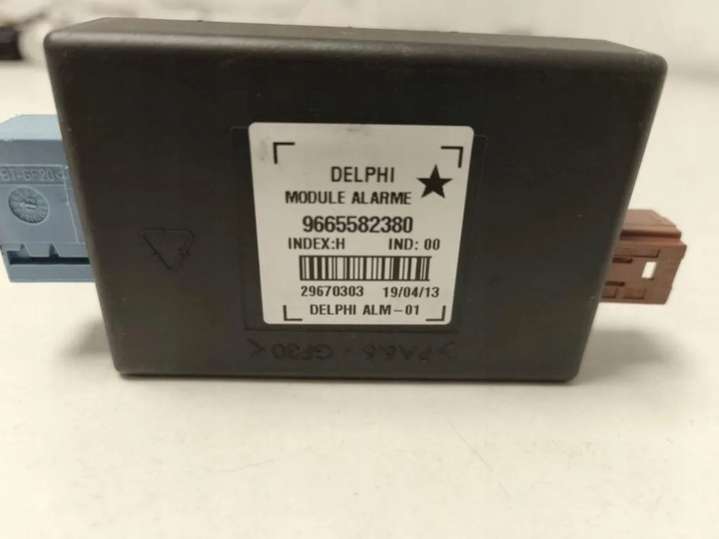 DELPHI
MODULE ALARME
9665582380
INDEX:H IND: 00
29670303 19/04/13
DELPHI ALM-01